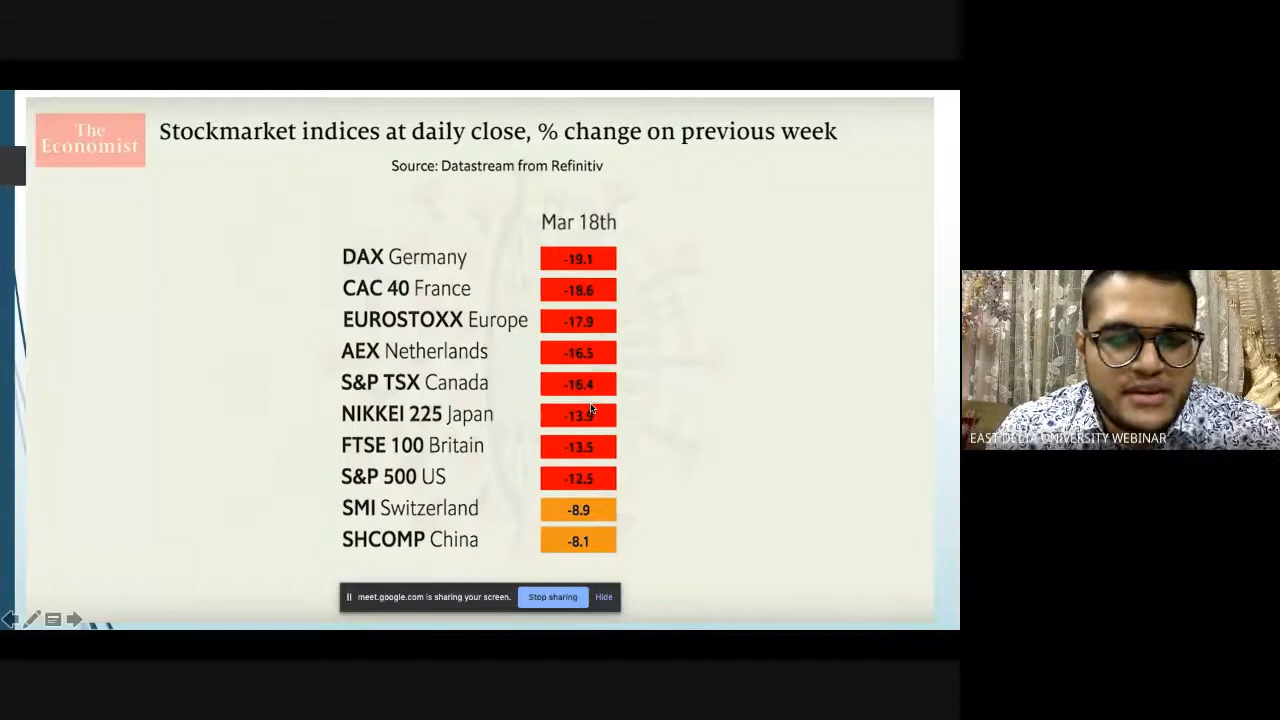 The
Economist
Stockmarket indices at daily close, % change on previous week
Source: Datastream from Refinitiv
Mar 18th
DAX Germany -19.1
CAC 40 France -18.6
EUROSTOXX Europe -17.9
AEX Netherlands -16.5
S&P TSX Canada -16.4
NIKKEI 225 Japan -13.9
FTSE 100 Britain -13.5
S&P 500 US -12.5
SMI Switzerland -8.9
SHCOMP China -8.1
meet.google.com is sharing your screen. Stop sharing Hide
EAST DELTA UNIVERSITY WEBINAR